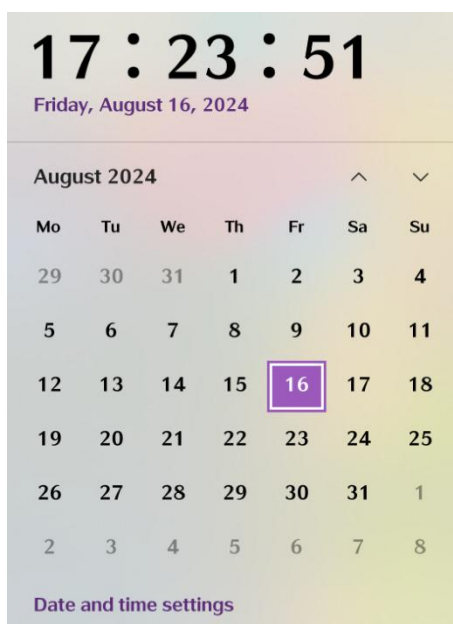 17 : 23 : 51
Friday, August 16, 2024
August 2024
Mo Tu We Th Fr Sa Su
29 30 31 1 2 3 4
5 6 7 8 9 10 11
12 13 14 15 16 17 18
19 20 21 22 23 24 25
26 27 28 29 30 31 1
2 3 4 5 6 7 8
Date and time settings